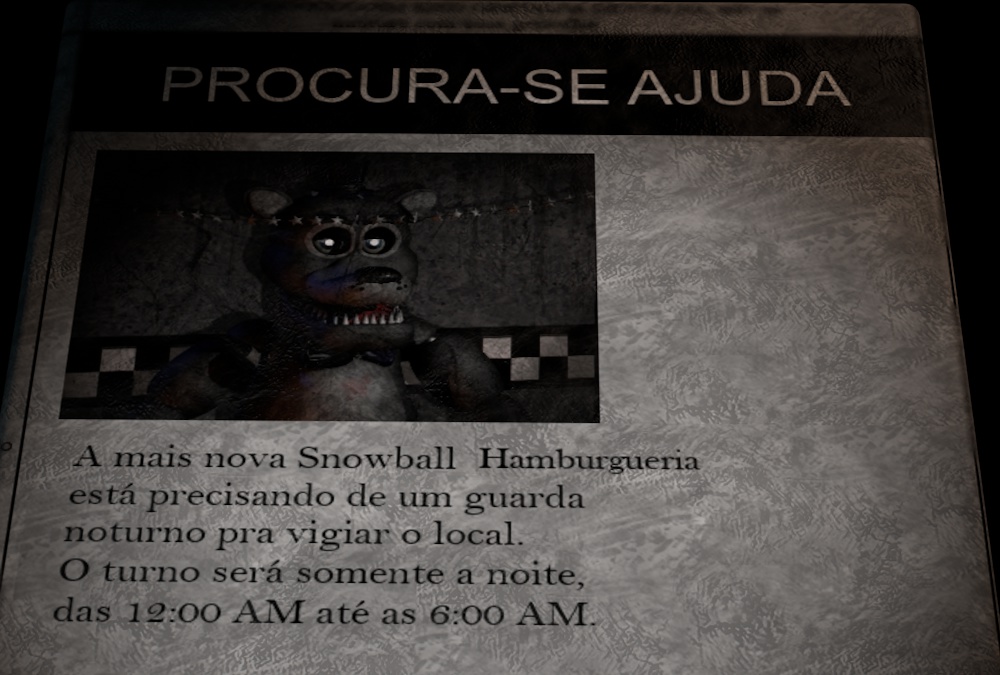 PROCURA-SE AJUDA
A mais nova Snowball Hamburgueria
está precisando de um guarda
noturno pra vigiar o local.
O turno será somente a noite,
das 12:00 AM até as 6:00 AM.